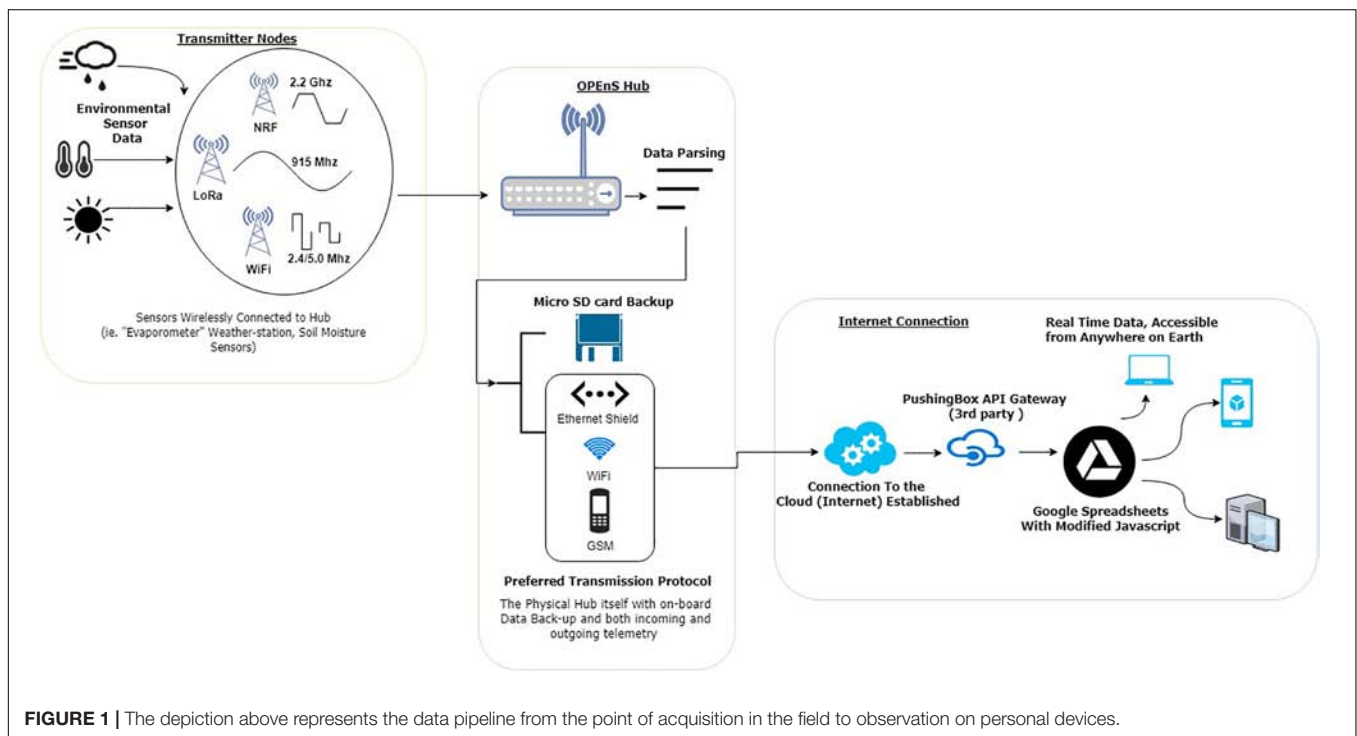 Transmitter Nodes
Environmental
Sensor
Data
2.2 Ghz
NRF
LoRa
915 Mhz
WiFi
2.4/5.0 Mhz
Sensors Wirelessly Connected to Hub
(ie. "Evaporometer" Weather-station, Soil Moisture
Sensors)
OPEnS Hub
Data Parsing
Micro SD card Backup
Ethernet Shield
WiFi
GSM
Preferred Transmission Protocol
The Physical Hub itself with on-board
Data Back-up and both incoming and
outgoing telemetry
Internet Connection
Real Time Data, Accessible
from Anywhere on Earth
PushingBox API Gateway
(3rd party )
Connection To the
Cloud (Internet) Established
Google Spreadsheets
With Modified Javascript
FIGURE 1 | The depiction above represents the data pipeline from the point of acquisition in the field to observation on personal devices.